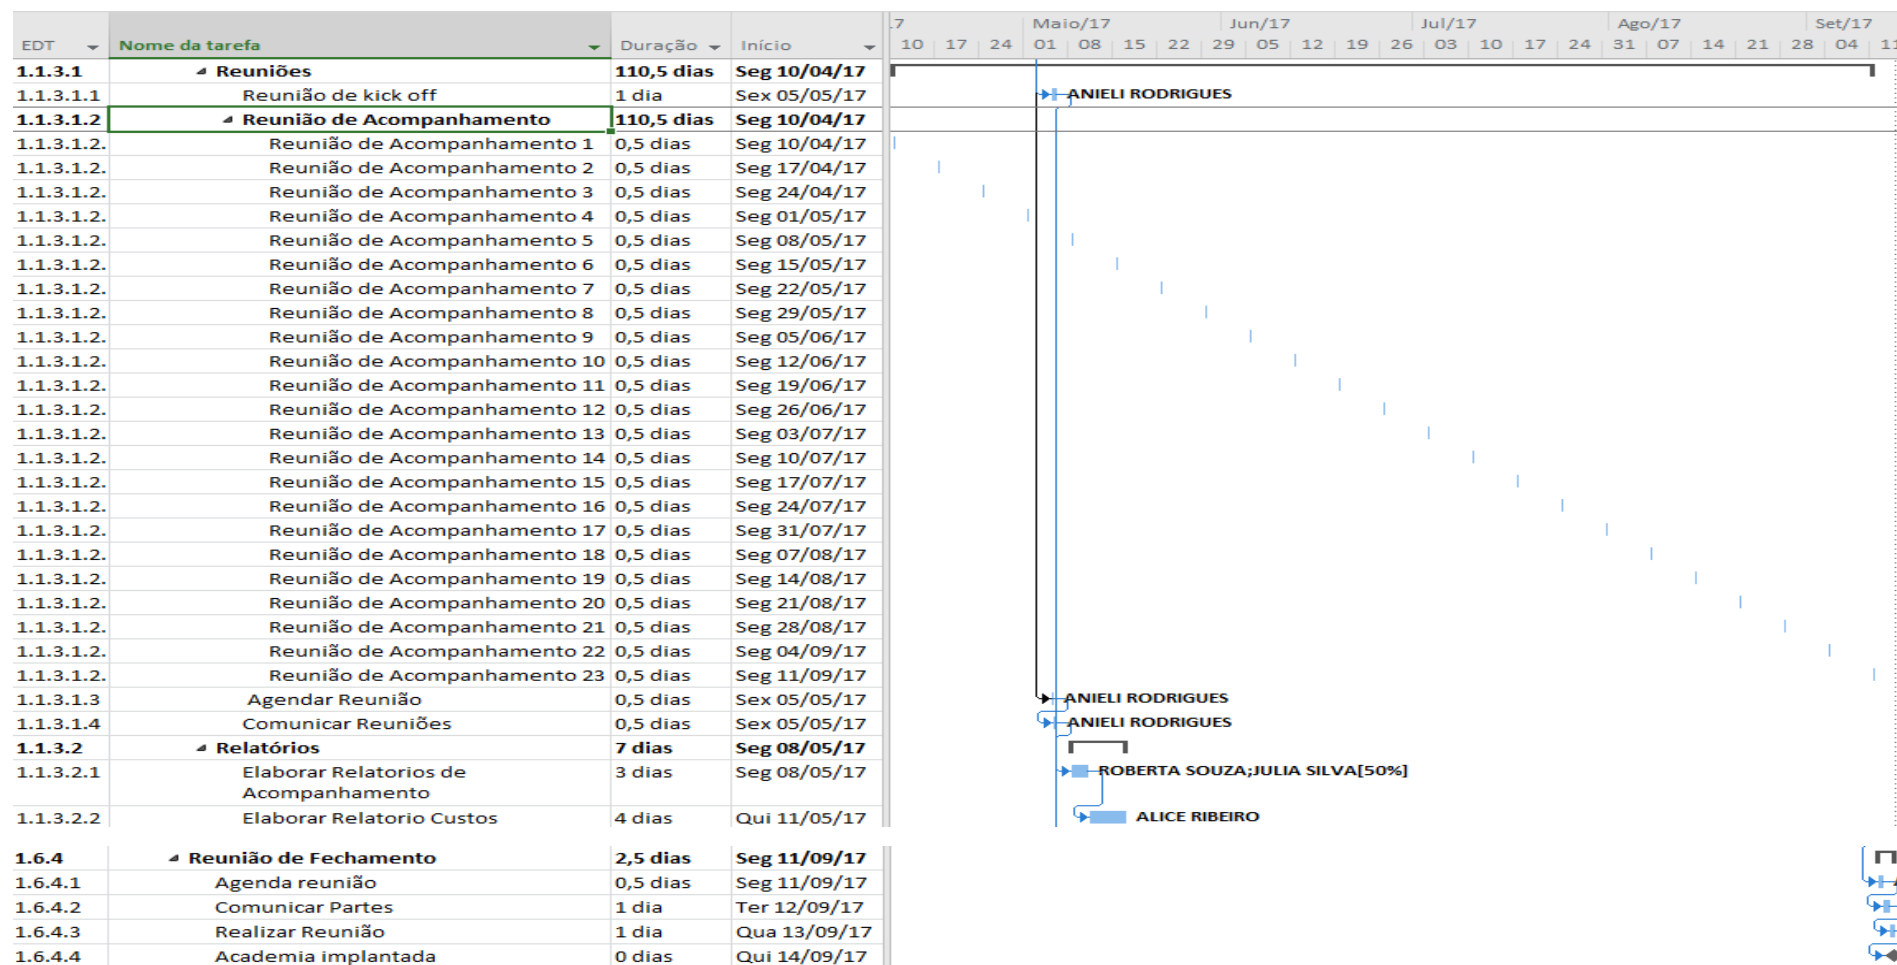 .7 Maio/17 Jun/17 Jul/17 Ago/17 Set/17
EDT Nome da tarefa Duração Início 10 17 24 01 08 15 22 29 05 12 19 26 03 10 17 24 31 07 14 21 28 04 11
1.1.3.1 Reuniões 110,5 dias Seg 10/04/17
1.1.3.1.1 Reunião de kick off 1 dia Sex 05/05/17 ANIELI RODRIGUES
1.1.3.1.2 Reunião de Acompanhamento 110,5 dias Seg 10/04/17
1.1.3.1.2. Reunião de Acompanhamento 1 0,5 dias Seg 10/04/17
1.1.3.1.2. Reunião de Acompanhamento 2 0,5 dias Seg 17/04/17
1.1.3.1.2. Reunião de Acompanhamento 3 0,5 dias Seg 24/04/17
1.1.3.1.2. Reunião de Acompanhamento 4 0,5 dias Seg 01/05/17
1.1.3.1.2. Reunião de Acompanhamento 5 0,5 dias Seg 08/05/17
1.1.3.1.2. Reunião de Acompanhamento 6 0,5 dias Seg 15/05/17
1.1.3.1.2. Reunião de Acompanhamento 7 0,5 dias Seg 22/05/17
1.1.3.1.2. Reunião de Acompanhamento 8 0,5 dias Seg 29/05/17
1.1.3.1.2. Reunião de Acompanhamento 9 0,5 dias Seg 05/06/17
1.1.3.1.2. Reunião de Acompanhamento 10 0,5 dias Seg 12/06/17
1.1.3.1.2. Reunião de Acompanhamento 11 0,5 dias Seg 19/06/17
1.1.3.1.2. Reunião de Acompanhamento 12 0,5 dias Seg 26/06/17
1.1.3.1.2. Reunião de Acompanhamento 13 0,5 dias Seg 03/07/17
1.1.3.1.2. Reunião de Acompanhamento 14 0,5 dias Seg 10/07/17
1.1.3.1.2. Reunião de Acompanhamento 15 0,5 dias Seg 17/07/17
1.1.3.1.2. Reunião de Acompanhamento 16 0,5 dias Seg 24/07/17
1.1.3.1.2. Reunião de Acompanhamento 17 0,5 dias Seg 31/07/17
1.1.3.1.2. Reunião de Acompanhamento 18 0,5 dias Seg 07/08/17
1.1.3.1.2. Reunião de Acompanhamento 19 0,5 dias Seg 14/08/17
1.1.3.1.2. Reunião de Acompanhamento 20 0,5 dias Seg 21/08/17
1.1.3.1.2. Reunião de Acompanhamento 21 0,5 dias Seg 28/08/17
1.1.3.1.2. Reunião de Acompanhamento 22 0,5 dias Seg 04/09/17
1.1.3.1.2. Reunião de Acompanhamento 23 0,5 dias Seg 11/09/17
1.1.3.1.3 Agendar Reunião 0,5 dias Sex 05/05/17 ANIELI RODRIGUES
1.1.3.1.4 Comunicar Reuniões 0,5 dias Sex 05/05/17 ANIELI RODRIGUES
1.1.3.2 Relatórios 7 dias Seg 08/05/17
1.1.3.2.1 Elaborar Relatorios de 3 dias Seg 08/05/17 ROBERTA SOUZA;JULIA SILVA[50%]
Acompanhamento
1.1.3.2.2 Elaborar Relatorio Custos 4 dias Qui 11/05/17 ALICE RIBEIRO
1.6.4 Reunião de Fechamento 2,5 dias Seg 11/09/17
1.6.4.1 Agenda reunião 0,5 dias Seg 11/09/17
1.6.4.2 Comunicar Partes 1 dia Ter 12/09/17
1.6.4.3 Realizar Reunião 1 dia Qua 13/09/17
1.6.4.4 Academia implantada 0 dias Qui 14/09/17